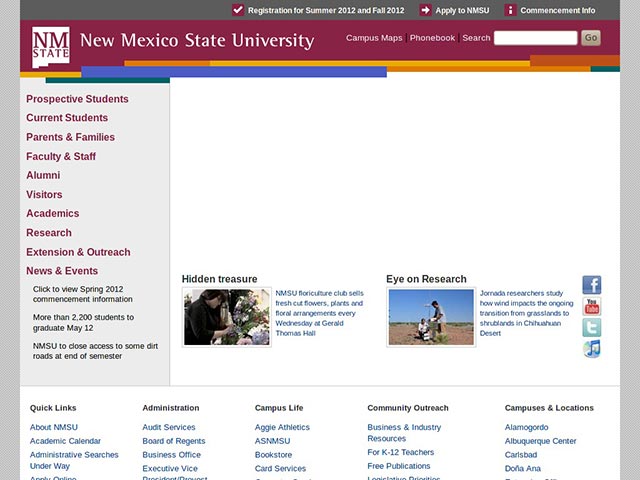 Registration for Summer 2012 and Fall 2012 Apply to NMSU Commencement Info
NM
STATE
New Mexico State University
Campus Maps | Phonebook | Search Go
Prospective Students
Current Students
Parents & Families
Faculty & Staff
Alumni
Visitors
Academics
Research
Extension & Outreach
News & Events
Click to view Spring 2012
commencement information
More than 2,200 students to
graduate May 12
NMSU to close access to some dirt
roads at end of semester
Hidden treasure
NMSU floriculture club sells
fresh cut flowers, plants and
floral arrangements every
Wednesday at Gerald
Thomas Hall
Eye on Research
Jornada researchers study
how wind impacts the ongoing
transition from grasslands to
shrublands in Chihuahuan
Desert
f
You
Tube
t
Quick Links
About NMSU
Academic Calendar
Administrative Searches
Under Way
Apply Online
Administration
Audit Services
Board of Regents
Business Office
Executive Vice
President/Provost
Campus Life
Aggie Athletics
ASNMSU
Bookstore
Card Services
Community Outreach
Business & Industry
Resources
For K-12 Teachers
Free Publications
Legislative Priorities
Campuses & Locations
Alamogordo
Albuquerque Center
Carlsbad
Doña Ana